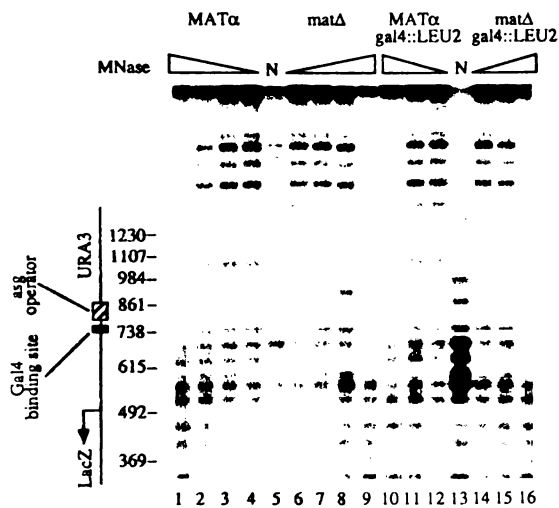 MATα matΔ MATα gal4::LEU2 matΔ gal4::LEU2
MNase N N
URA3
asg operator
Gal4 binding site
LacZ
1230
1107
984
861
738
615
492
369
1 2 3 4 5 6 7 8 9 10 11 12 13 14 15 16